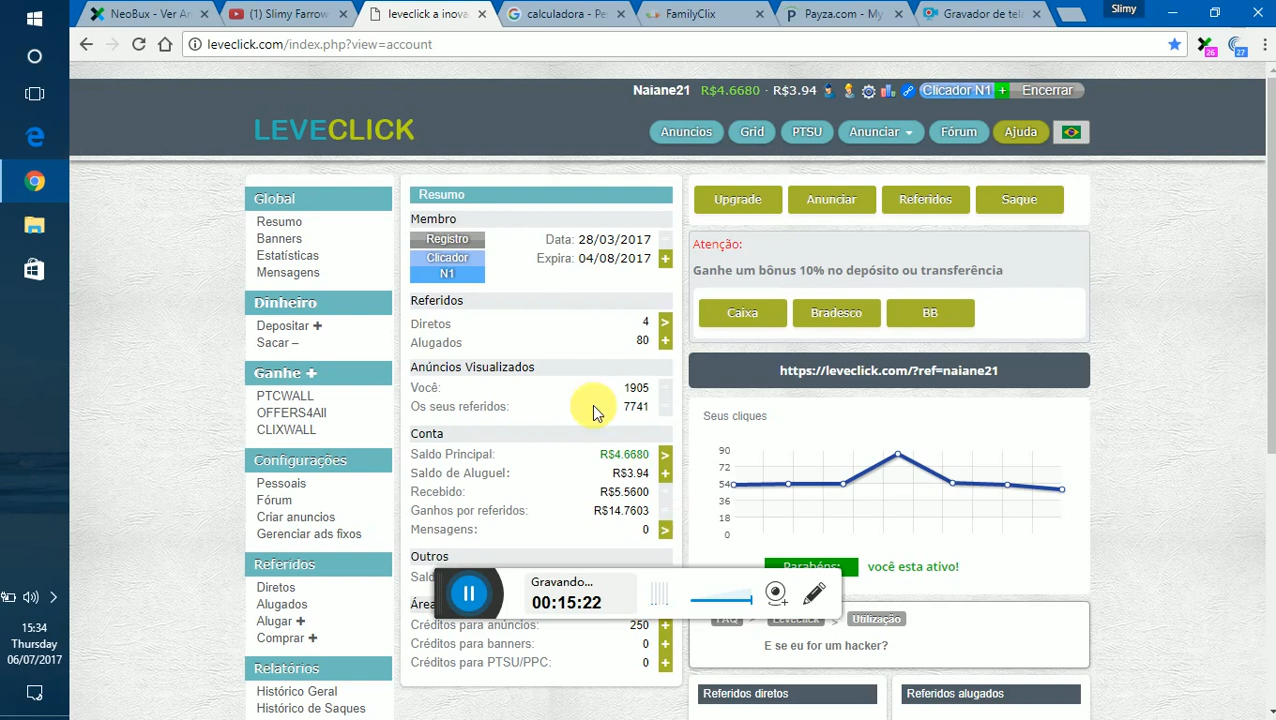 NeoBux - Ver An
(1) Slimy Farrow
leveclick a inova
calculadora - Pe
FamilyClix
Payza.com - My
Gravador de tel
Slimy
leveclick.com/index.php?view=account
26
27
Naiane21 R$4.6680 · R$3.94 Clicador N1 + Encerrar
LEVECLICK
Anuncios Grid PTSU Anunciar Fórum Ajuda
Global
Resumo
Banners
Estatísticas
Mensagens
Dinheiro
Depositar +
Sacar –
Ganhe +
PTCWALL
OFFERS4All
CLIXWALL
Configurações
Pessoais
Fórum
Criar anuncios
Gerenciar ads fixos
Referidos
Diretos
Alugados
Alugar +
Comprar +
Relatórios
Histórico Geral
Histórico de Saques
Resumo
Membro
Registro Data: 28/03/2017
Clicador Expira: 04/08/2017 +
N1
Referidos
Diretos 4 >
Alugados 80 +
Anúncios Visualizados
Você: 1905
Os seus referidos: 7741
Conta
Saldo Principal: R$4.6680 >
Saldo de Aluguel: R$3.94 +
Recebido: R$5.5600
Ganhos por referidos: R$14.7603
Mensagens: 0 >
Outros
Créditos para anúncios: 250 +
Créditos para banners: 0 +
Créditos para PTSU/PPC: 0 +
Upgrade Anunciar Referidos Saque
Atenção:
Ganhe um bônus 10% no depósito ou transferência
Caixa Bradesco BB
https://leveclick.com/?ref=naiane21
Seus cliques
90
72
54
36
18
0
Parabéns: você esta ativo!
FAQ > Leveclick > Utilização
E se eu for um hacker?
Referidos diretos
Referidos alugados
Gravando...
00:15:22
15:34
Thursday
06/07/2017